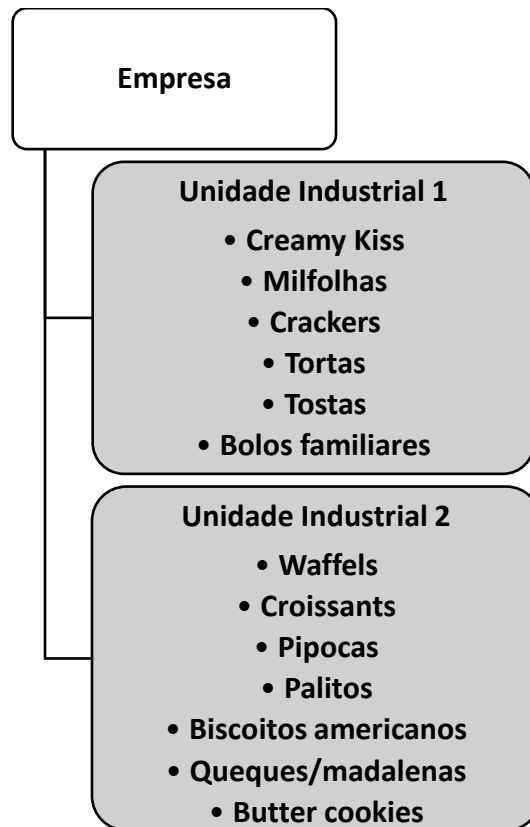 Empresa
Unidade Industrial 1
• Creamy Kiss
• Milfolhas
• Crackers
• Tortas
• Tostas
• Bolos familiares
Unidade Industrial 2
• Waffels
• Croissants
• Pipocas
• Palitos
• Biscoitos americanos
• Queques/madalenas
• Butter cookies